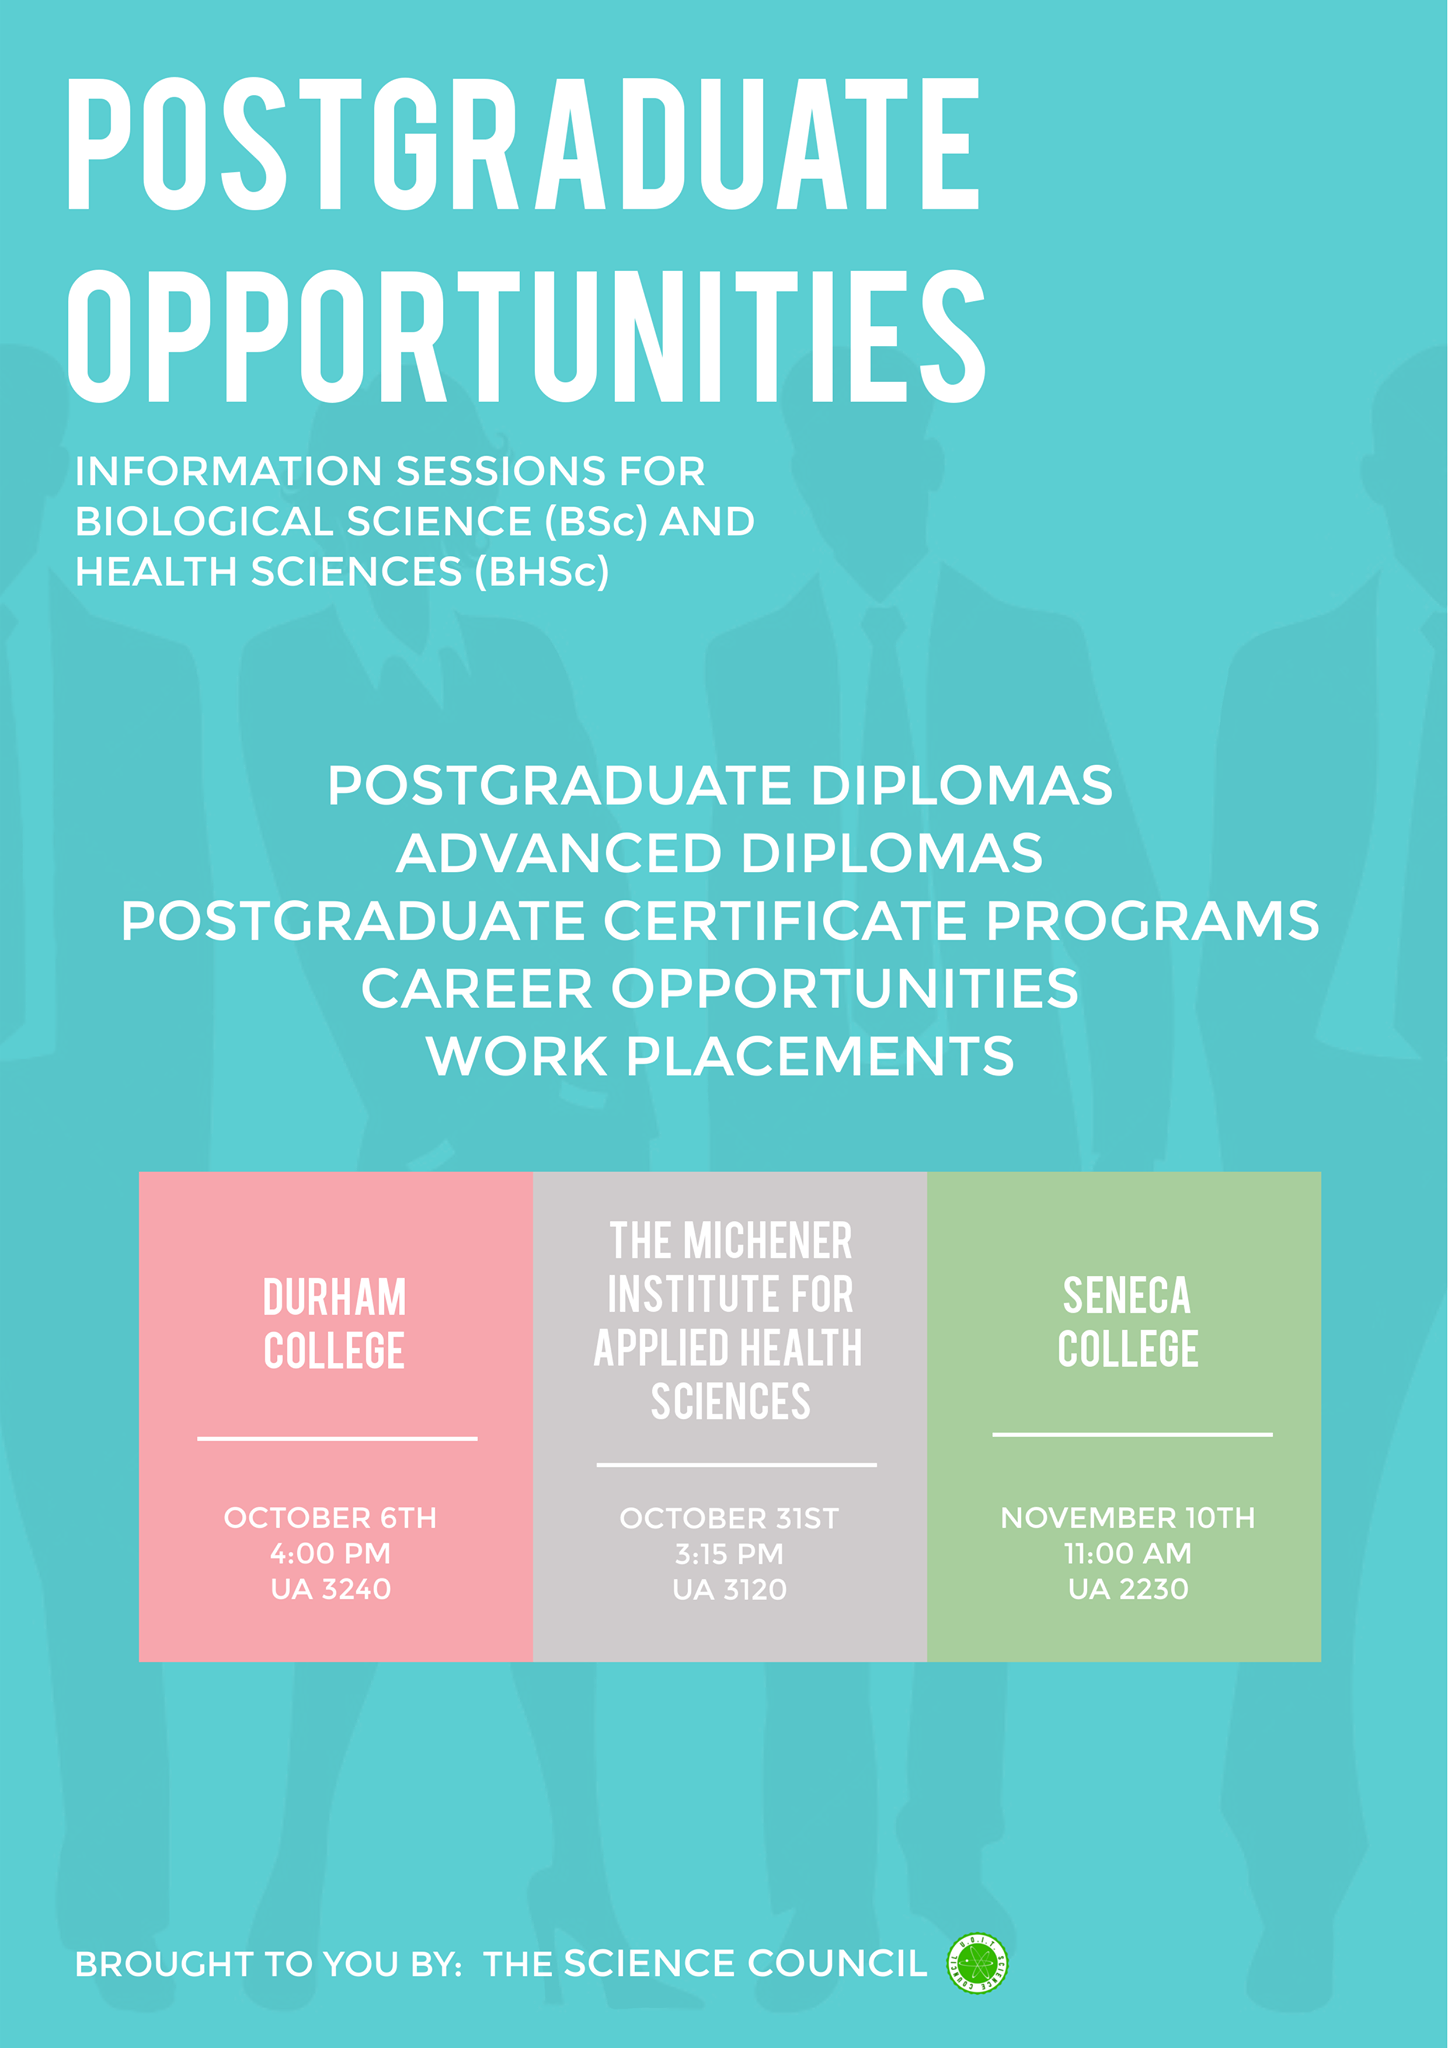 POSTGRADUATE
OPPORTUNITIES
INFORMATION SESSIONS FOR
BIOLOGICAL SCIENCE (BSc) AND
HEALTH SCIENCES (BHSc)
POSTGRADUATE DIPLOMAS
ADVANCED DIPLOMAS
POSTGRADUATE CERTIFICATE PROGRAMS
CAREER OPPORTUNITIES
WORK PLACEMENTS
DURHAM
COLLEGE
OCTOBER 6TH
4:00 PM
UA 3240
THE MICHENER
INSTITUTE FOR
APPLIED HEALTH
SCIENCES
OCTOBER 31ST
3:15 PM
UA 3120
SENECA
COLLEGE
NOVEMBER 10TH
11:00 AM
UA 2230
BROUGHT TO YOU BY: THE SCIENCE COUNCIL
U.O.I.T. SCIENCE COUNCIL